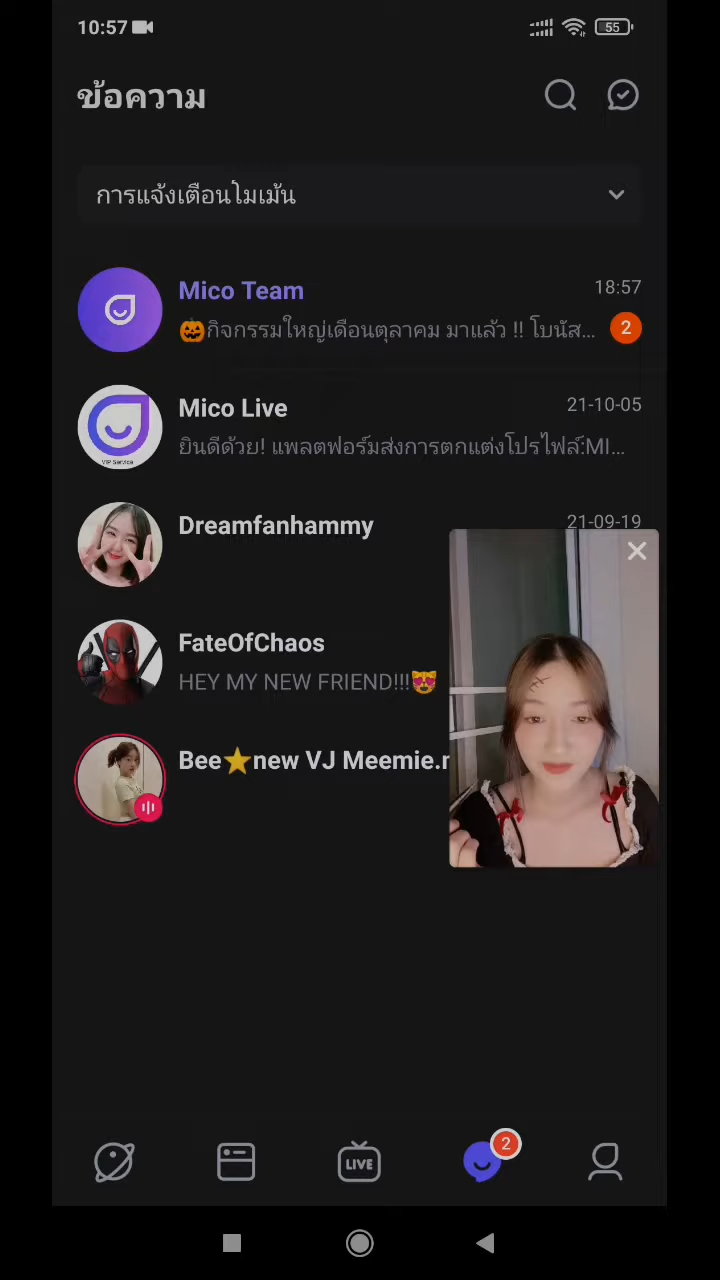 10:57
55
ข้อความ
การแจ้งเตือนโมเม้น
Mico Team
18:57
🎃กิจกรรมใหญ่เดือนตุลาคม มาแล้ว !! โบนัส...
2
Mico Live
21-10-05
ยินดีด้วย! แพลตฟอร์มส่งการตกแต่งโปรไฟล์:MI...
VIP Service
Dreamfanhammy
21-09-19
FateOfChaos
HEY MY NEW FRIEND!!!😻
Bee⭐new VJ Meemie.r
LIVE
2